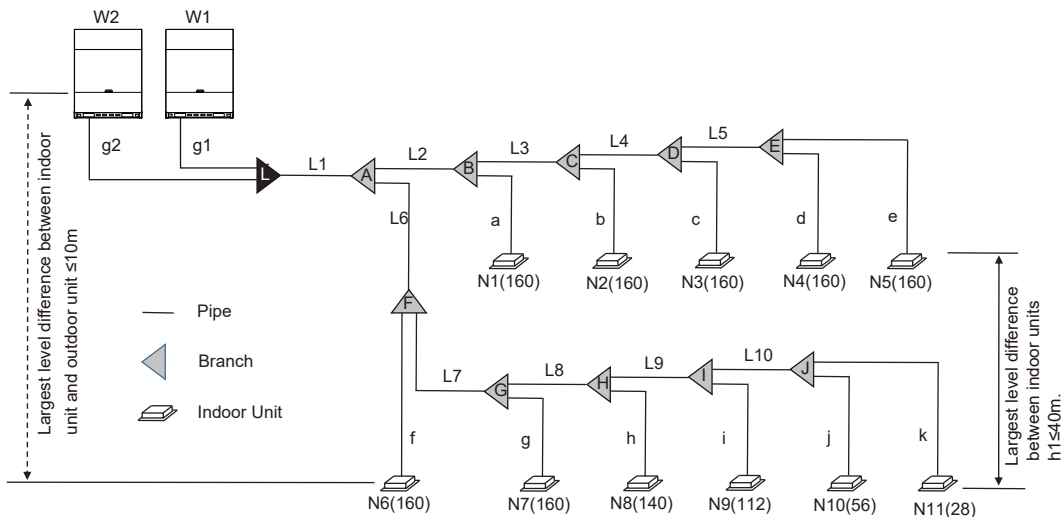 W2
W1
g2
g1
L
L1
A
L2
B
L3
C
L4
D
L5
E
L6
a
b
c
d
e
N1(160)
N2(160)
N3(160)
N4(160)
N5(160)
F
Pipe
Branch
Indoor Unit
L7
G
L8
H
L9
I
L10
J
f
g
h
i
j
k
N6(160)
N7(160)
N8(140)
N9(112)
N10(56)
N11(28)
Largest level difference between indoor
unit and outdoor unit ≤10m
Largest level difference
between indoor units
h1≤40m.